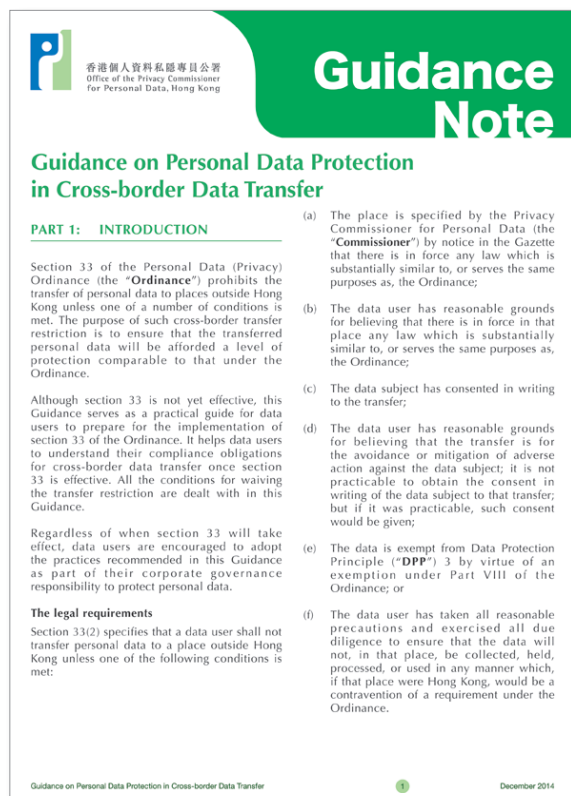 香港個人資料私隱專員公署
Office of the Privacy Commissioner
for Personal Data, Hong Kong
Guidance
Note
Guidance on Personal Data Protection
in Cross-border Data Transfer
PART 1: INTRODUCTION
Section 33 of the Personal Data (Privacy)
Ordinance (the “Ordinance”) prohibits the
transfer of personal data to places outside Hong
Kong unless one of a number of conditions is
met. The purpose of such cross-border transfer
restriction is to ensure that the transferred
personal data will be afforded a level of
protection comparable to that under the
Ordinance.
Although section 33 is not yet effective, this
Guidance serves as a practical guide for data
users to prepare for the implementation of
section 33 of the Ordinance. It helps data users
to understand their compliance obligations
for cross-border data transfer once section
33 is effective. All the conditions for waiving
the transfer restriction are dealt with in this
Guidance.
Regardless of when section 33 will take
effect, data users are encouraged to adopt
the practices recommended in this Guidance
as part of their corporate governance
responsibility to protect personal data.
The legal requirements
Section 33(2) specifies that a data user shall not
transfer personal data to a place outside Hong
Kong unless one of the following conditions is
met:
(a) The place is specified by the Privacy
Commissioner for Personal Data (the
“Commissioner”) by notice in the Gazette
that there is in force any law which is
substantially similar to, or serves the same
purposes as, the Ordinance;
(b) The data user has reasonable grounds
for believing that there is in force in that
place any law which is substantially
similar to, or serves the same purposes as,
the Ordinance;
(c) The data subject has consented in writing
to the transfer;
(d) The data user has reasonable grounds
for believing that the transfer is for
the avoidance or mitigation of adverse
action against the data subject; it is not
practicable to obtain the consent in
writing of the data subject to that transfer;
but if it was practicable, such consent
would be given;
(e) The data is exempt from Data Protection
Principle (“DPP”) 3 by virtue of an
exemption under Part VIII of the
Ordinance; or
(f) The data user has taken all reasonable
precautions and exercised all due
diligence to ensure that the data will
not, in that place, be collected, held,
processed, or used in any manner which,
if that place were Hong Kong, would be a
contravention of a requirement under the
Ordinance.
Guidance on Personal Data Protection in Cross-border Data Transfer 1 December 2014